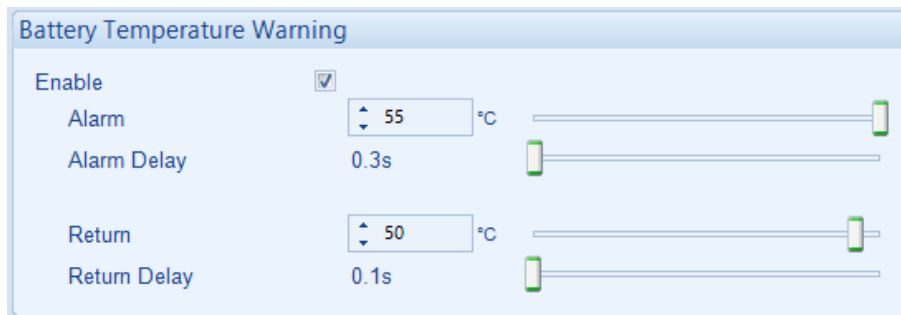 Battery Temperature Warning
Enable
Alarm 55 °C
Alarm Delay 0.3s
Return 50 °C
Return Delay 0.1s